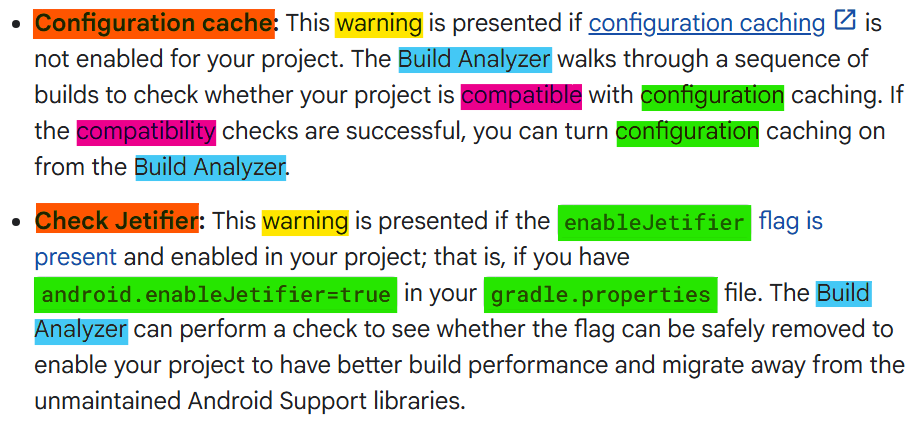 • Configuration cache: This warning is presented if configuration caching is
not enabled for your project. The Build Analyzer walks through a sequence of
builds to check whether your project is compatible with configuration caching. If
the compatibility checks are successful, you can turn configuration caching on
from the Build Analyzer.
• Check Jetifier: This warning is presented if the enableJetifier flag is
present and enabled in your project; that is, if you have
android.enableJetifier=true in your gradle.properties file. The Build
Analyzer can perform a check to see whether the flag can be safely removed to
enable your project to have better build performance and migrate away from the
unmaintained Android Support libraries.